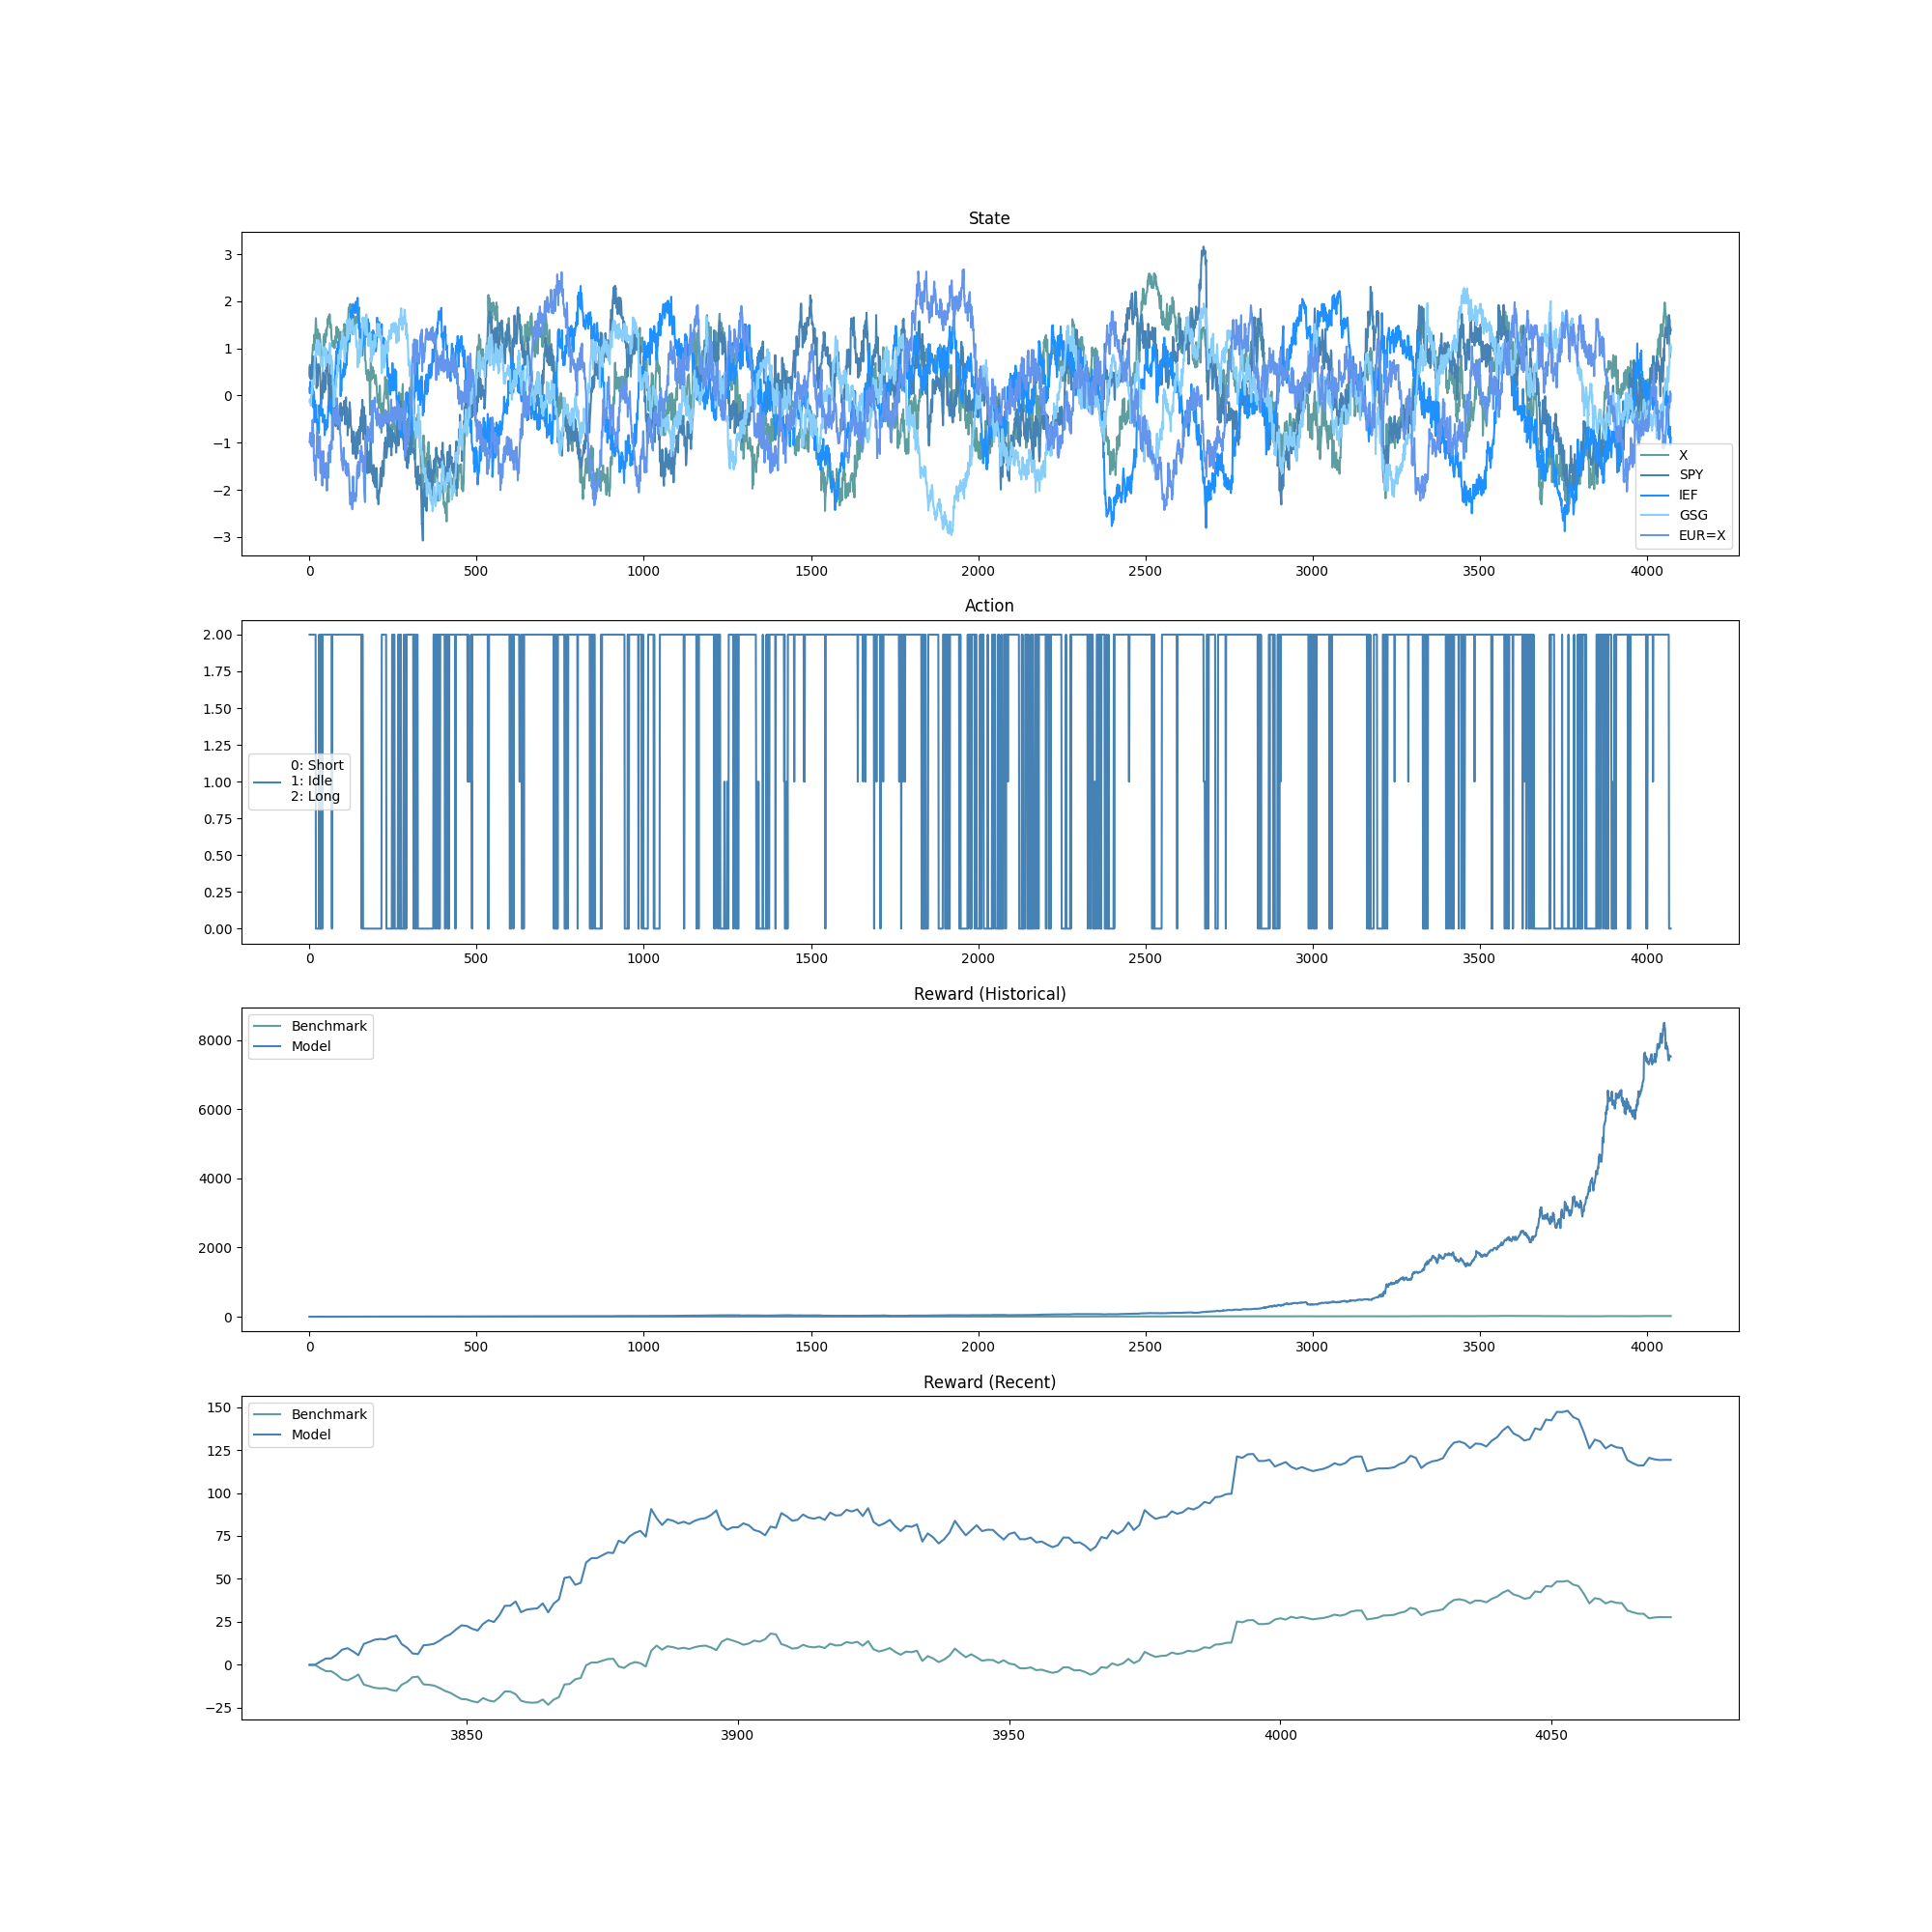 State
3
2
1
0
−1
−2
−3
X
SPY
IEF
GSG
EUR=X
0 500 1000 1500 2000 2500 3000 3500 4000
Action
2.00
1.75
1.50
1.25
1.00
0.75
0.50
0.25
0.00
0: Short
1: Idle
2: Long
0 500 1000 1500 2000 2500 3000 3500 4000
Reward (Historical)
Benchmark
Model
8000
6000
4000
2000
0
0 500 1000 1500 2000 2500 3000 3500 4000
Reward (Recent)
Benchmark
Model
150
125
100
75
50
25
0
−25
3850 3900 3950 4000 4050